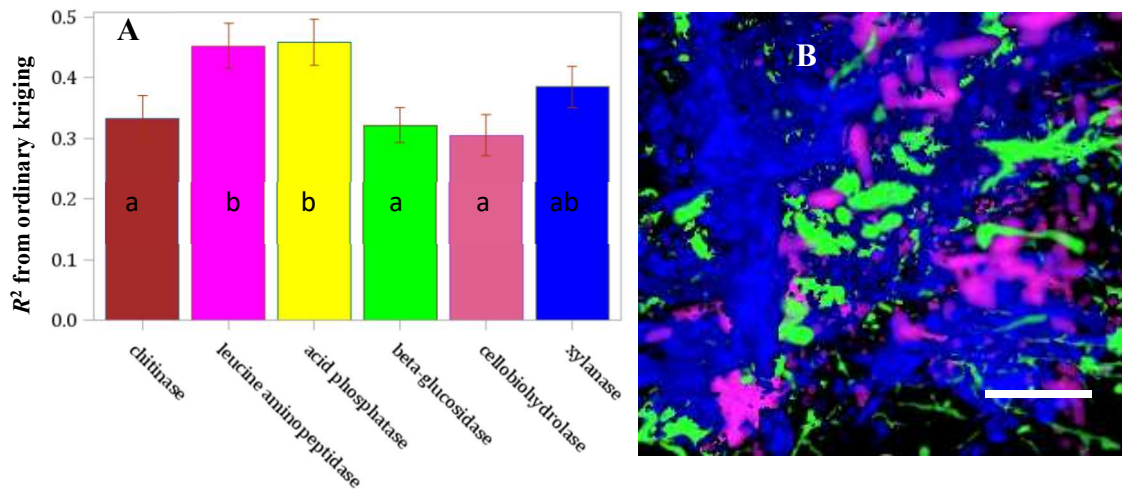 A
B
R² from ordinary kriging
0.5
0.4
0.3
0.2
0.1
0.0
a
b
b
a
a
ab
chitinase
leucine aminopeptidase
acid phosphatase
beta-glucosidase
cellobiohydrolase
xylanase